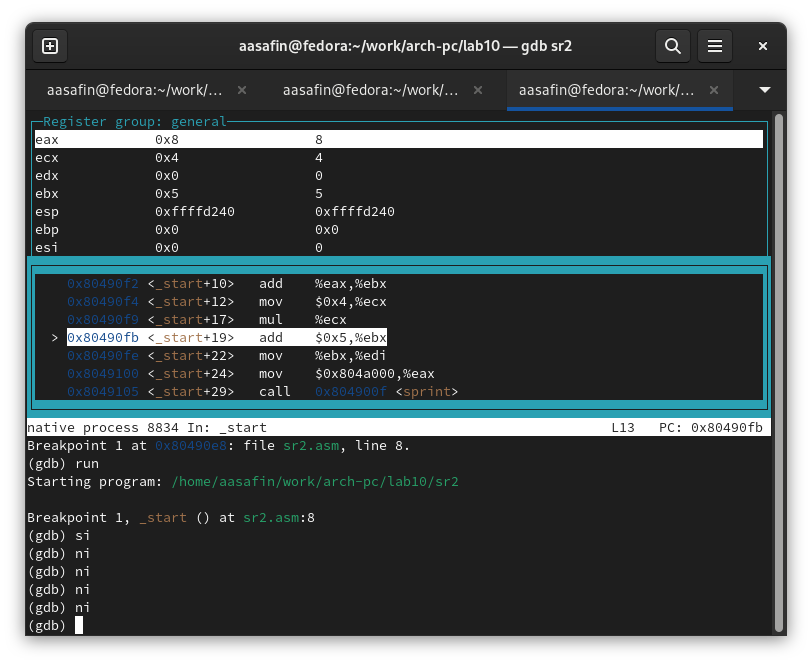 aasafin@fedora:~/work/arch-pc/lab10 — gdb sr2
aasafin@fedora:~/work/... × aasafin@fedora:~/work/... × aasafin@fedora:~/work/... ×
Register group: general
eax 0x8 8
ecx 0x4 4
edx 0x0 0
ebx 0x5 5
esp 0xffffd240 0xffffd240
ebp 0x0 0x0
esi 0x0 0
0x80490f2 <_start+10> add %eax,%ebx
0x80490f4 <_start+12> mov $0x4,%ecx
0x80490f9 <_start+17> mul %ecx
> 0x80490fb <_start+19> add $0x5,%ebx
0x80490fe <_start+22> mov %ebx,%edi
0x8049100 <_start+24> mov $0x804a000,%eax
0x8049105 <_start+29> call 0x804900f <sprint>
native process 8834 In: _start L13 PC: 0x80490fb
Breakpoint 1 at 0x80490e8: file sr2.asm, line 8.
(gdb) run
Starting program: /home/aasafin/work/arch-pc/lab10/sr2
Breakpoint 1, _start () at sr2.asm:8
(gdb) si
(gdb) ni
(gdb) ni
(gdb) ni
(gdb) ni
(gdb)